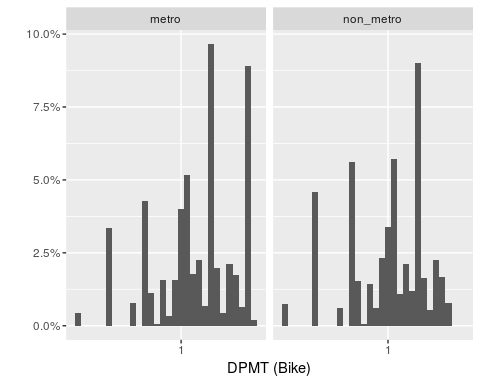 metro
non_metro
10.0%
7.5%
5.0%
2.5%
0.0%
1
1
DPMT (Bike)